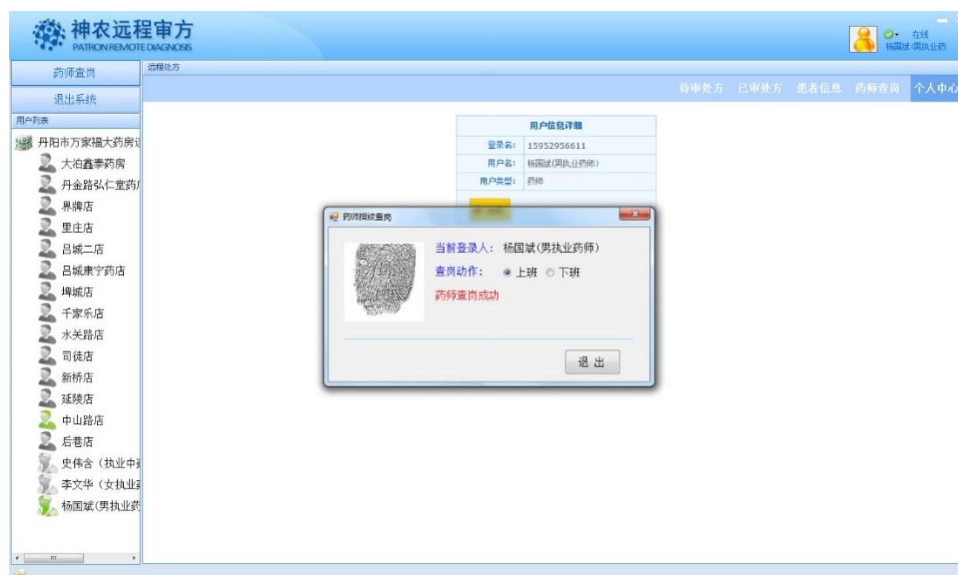 神农远程审方
PATRON REMOTE DIAGNOSIS
在线
杨国斌(男执业药
药师查岗
远程处方
退出系统
待审处方 已审处方 患者信息 药师查岗 个人中心
用户列表
丹阳市万家福大药房连
大泊鑫泰药房
丹金路弘仁堂药房
界牌店
里庄店
吕城二店
吕城康宁药店
埤城店
千家乐店
水关路店
司徒店
新桥店
延陵店
中山路店
后巷店
史伟含（执业中药
李文华（女执业药
杨国斌(男执业药
用户信息详细
登录名: 15952956611
用户名: 杨国斌(男执业药师)
用户类型: 药师
药师指纹查岗
当前登录人: 杨国斌(男执业药师)
查岗动作: 上班 下班
药师查岗成功
退 出